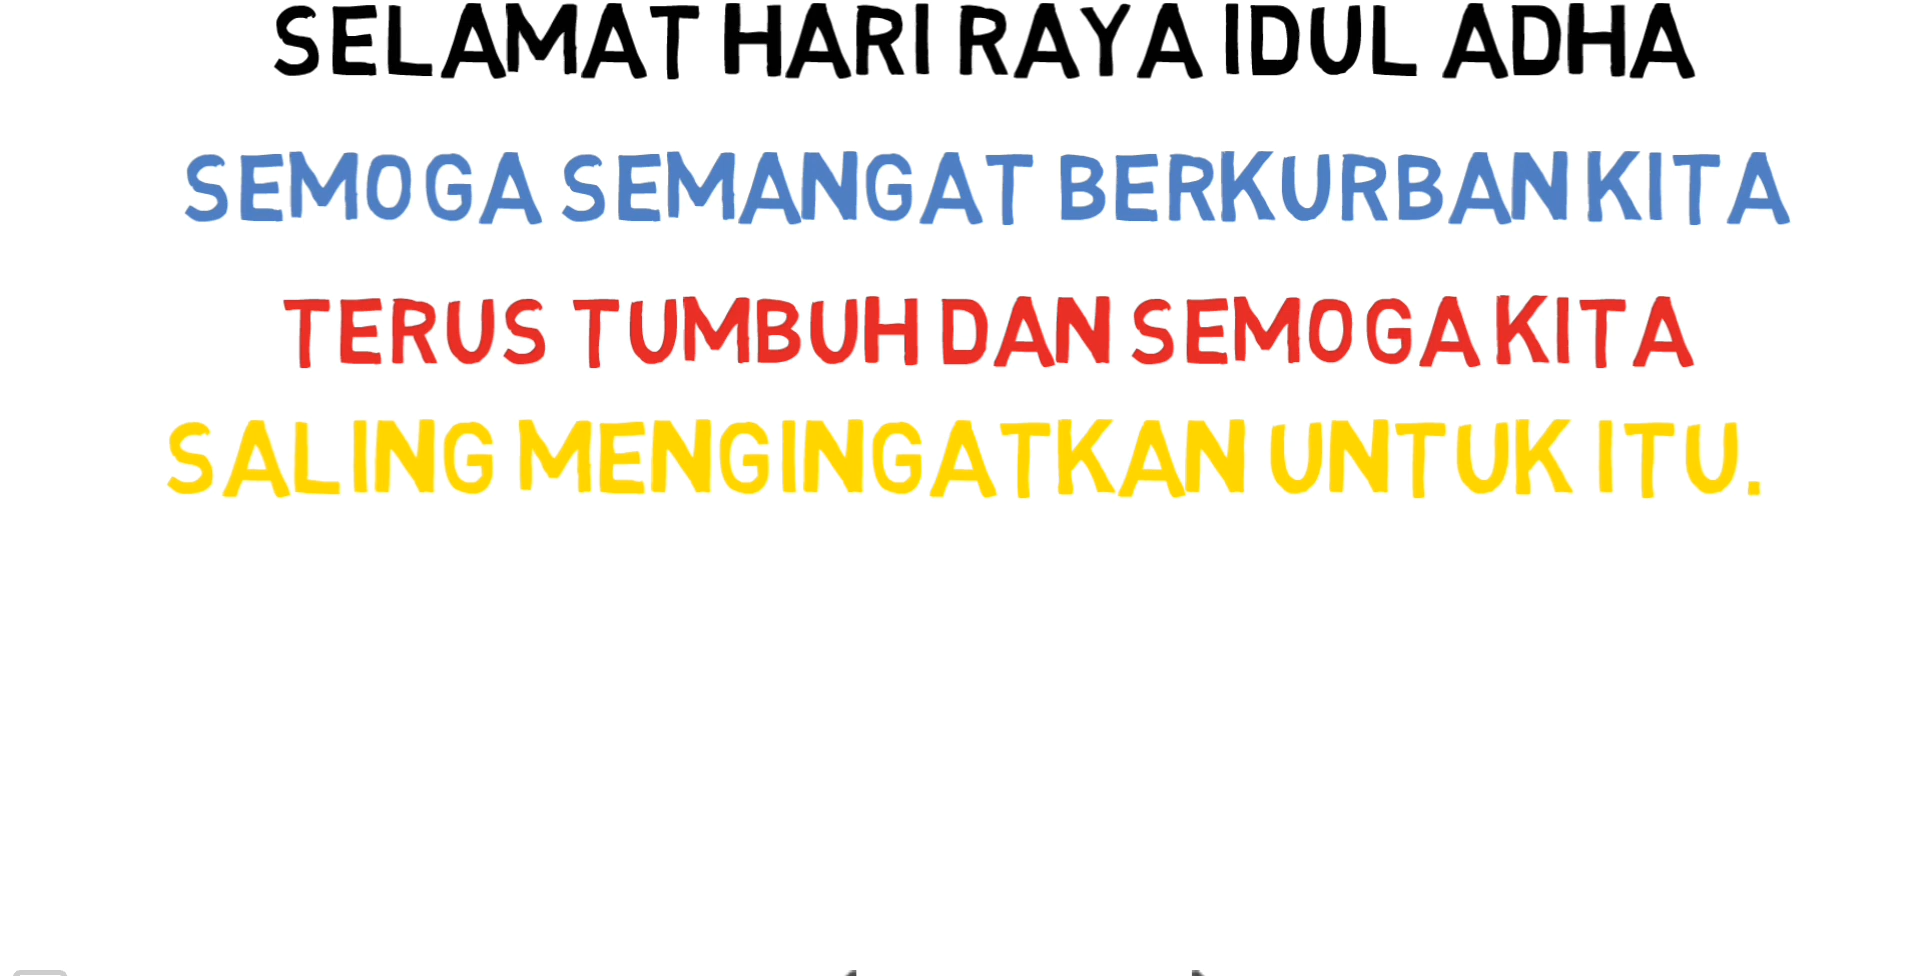 SELAMAT HARI RAYA IDUL ADHA
SEMOGA SEMANGAT BERKURBAN KITA
TERUS TUMBUH DAN SEMOGA KITA
SALING MENGINGATKAN UNTUK ITU.